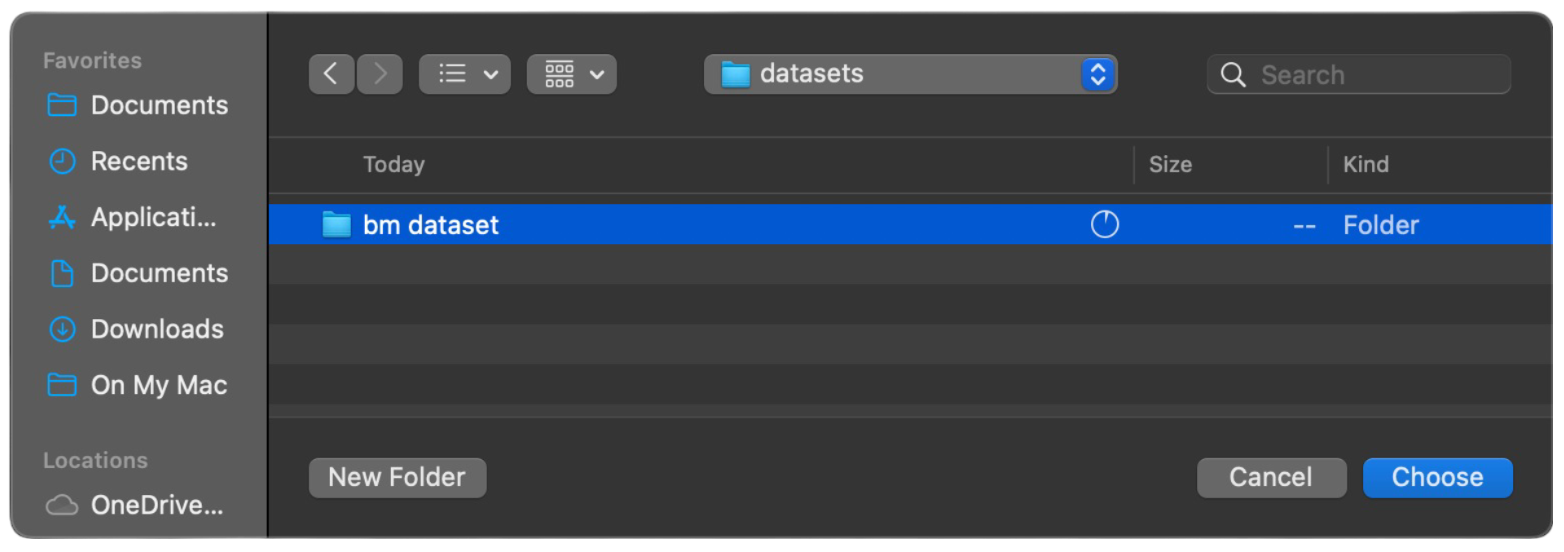 Favorites
Documents
Recents
Applicati...
Documents
Downloads
On My Mac
Locations
OneDrive...
datasets
Search
Today Size Kind
bm dataset -- Folder
New Folder Cancel Choose